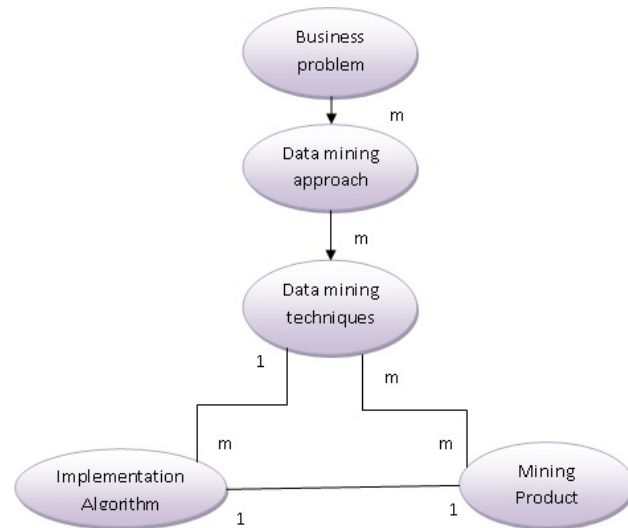 Business
problem
m
Data mining
approach
m
Data mining
techniques
1
m
m
m
Implementation
Algorithm
Mining
Product
1
1